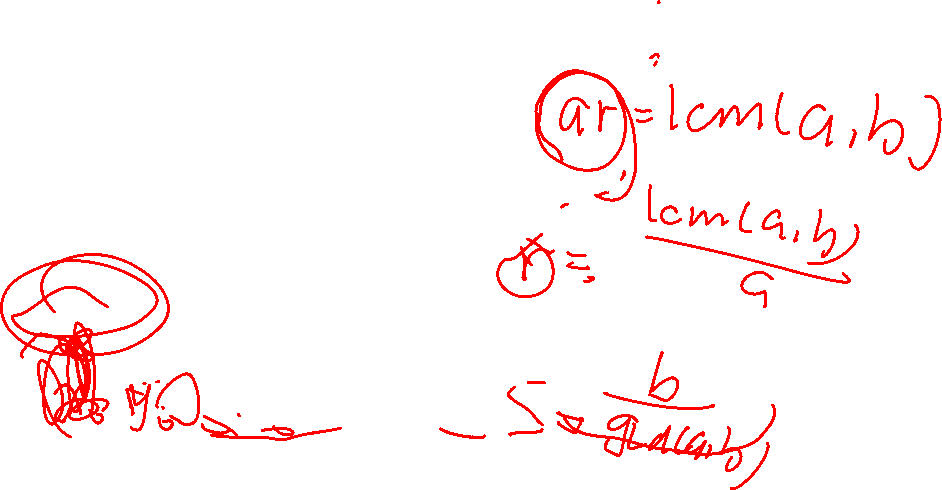 ar = lcm(a,b)
r = lcm(a,b) / a
b / gcd(a,b)